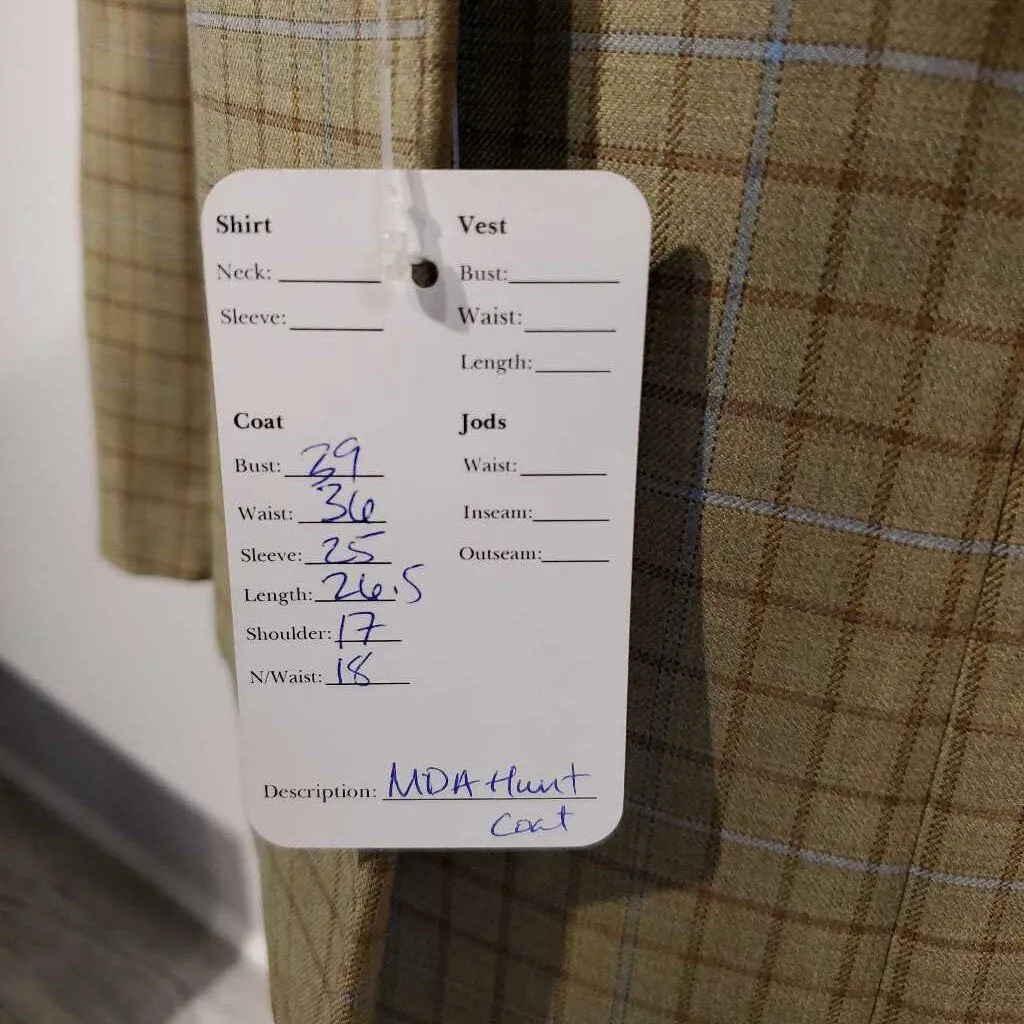 Shirt
Neck:
Sleeve:
Vest
Bust:
Waist:
Length:
Coat
Bust: 39
Waist: 36
Sleeve: 25
Length: 26.5
Shoulder: 17
N/Waist: 18
Jods
Waist:
Inseam:
Outseam:
Description: MDA Hunt
Coat